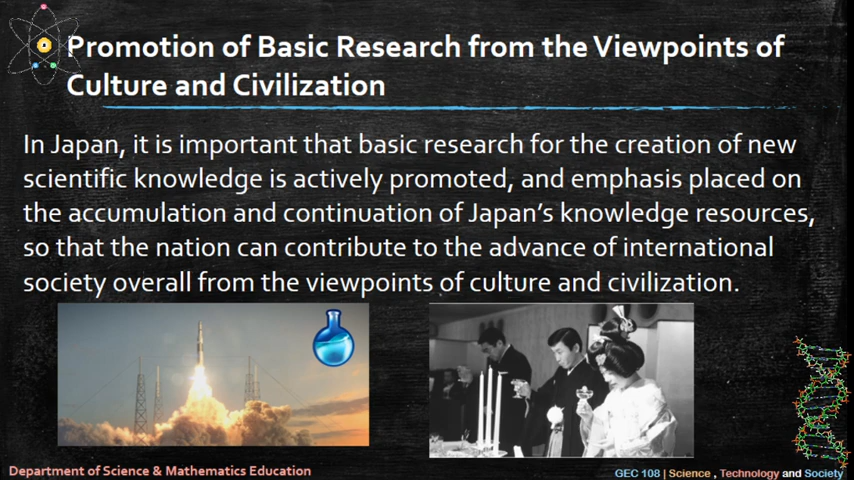 Promotion of Basic Research from the Viewpoints of
Culture and Civilization
In Japan, it is important that basic research for the creation of new
scientific knowledge is actively promoted, and emphasis placed on
the accumulation and continuation of Japan's knowledge resources,
so that the nation can contribute to the advance of international
society overall from the viewpoints of culture and civilization.
Department of Science & Mathematics Education
GEC 108 | Science , Technology and Society